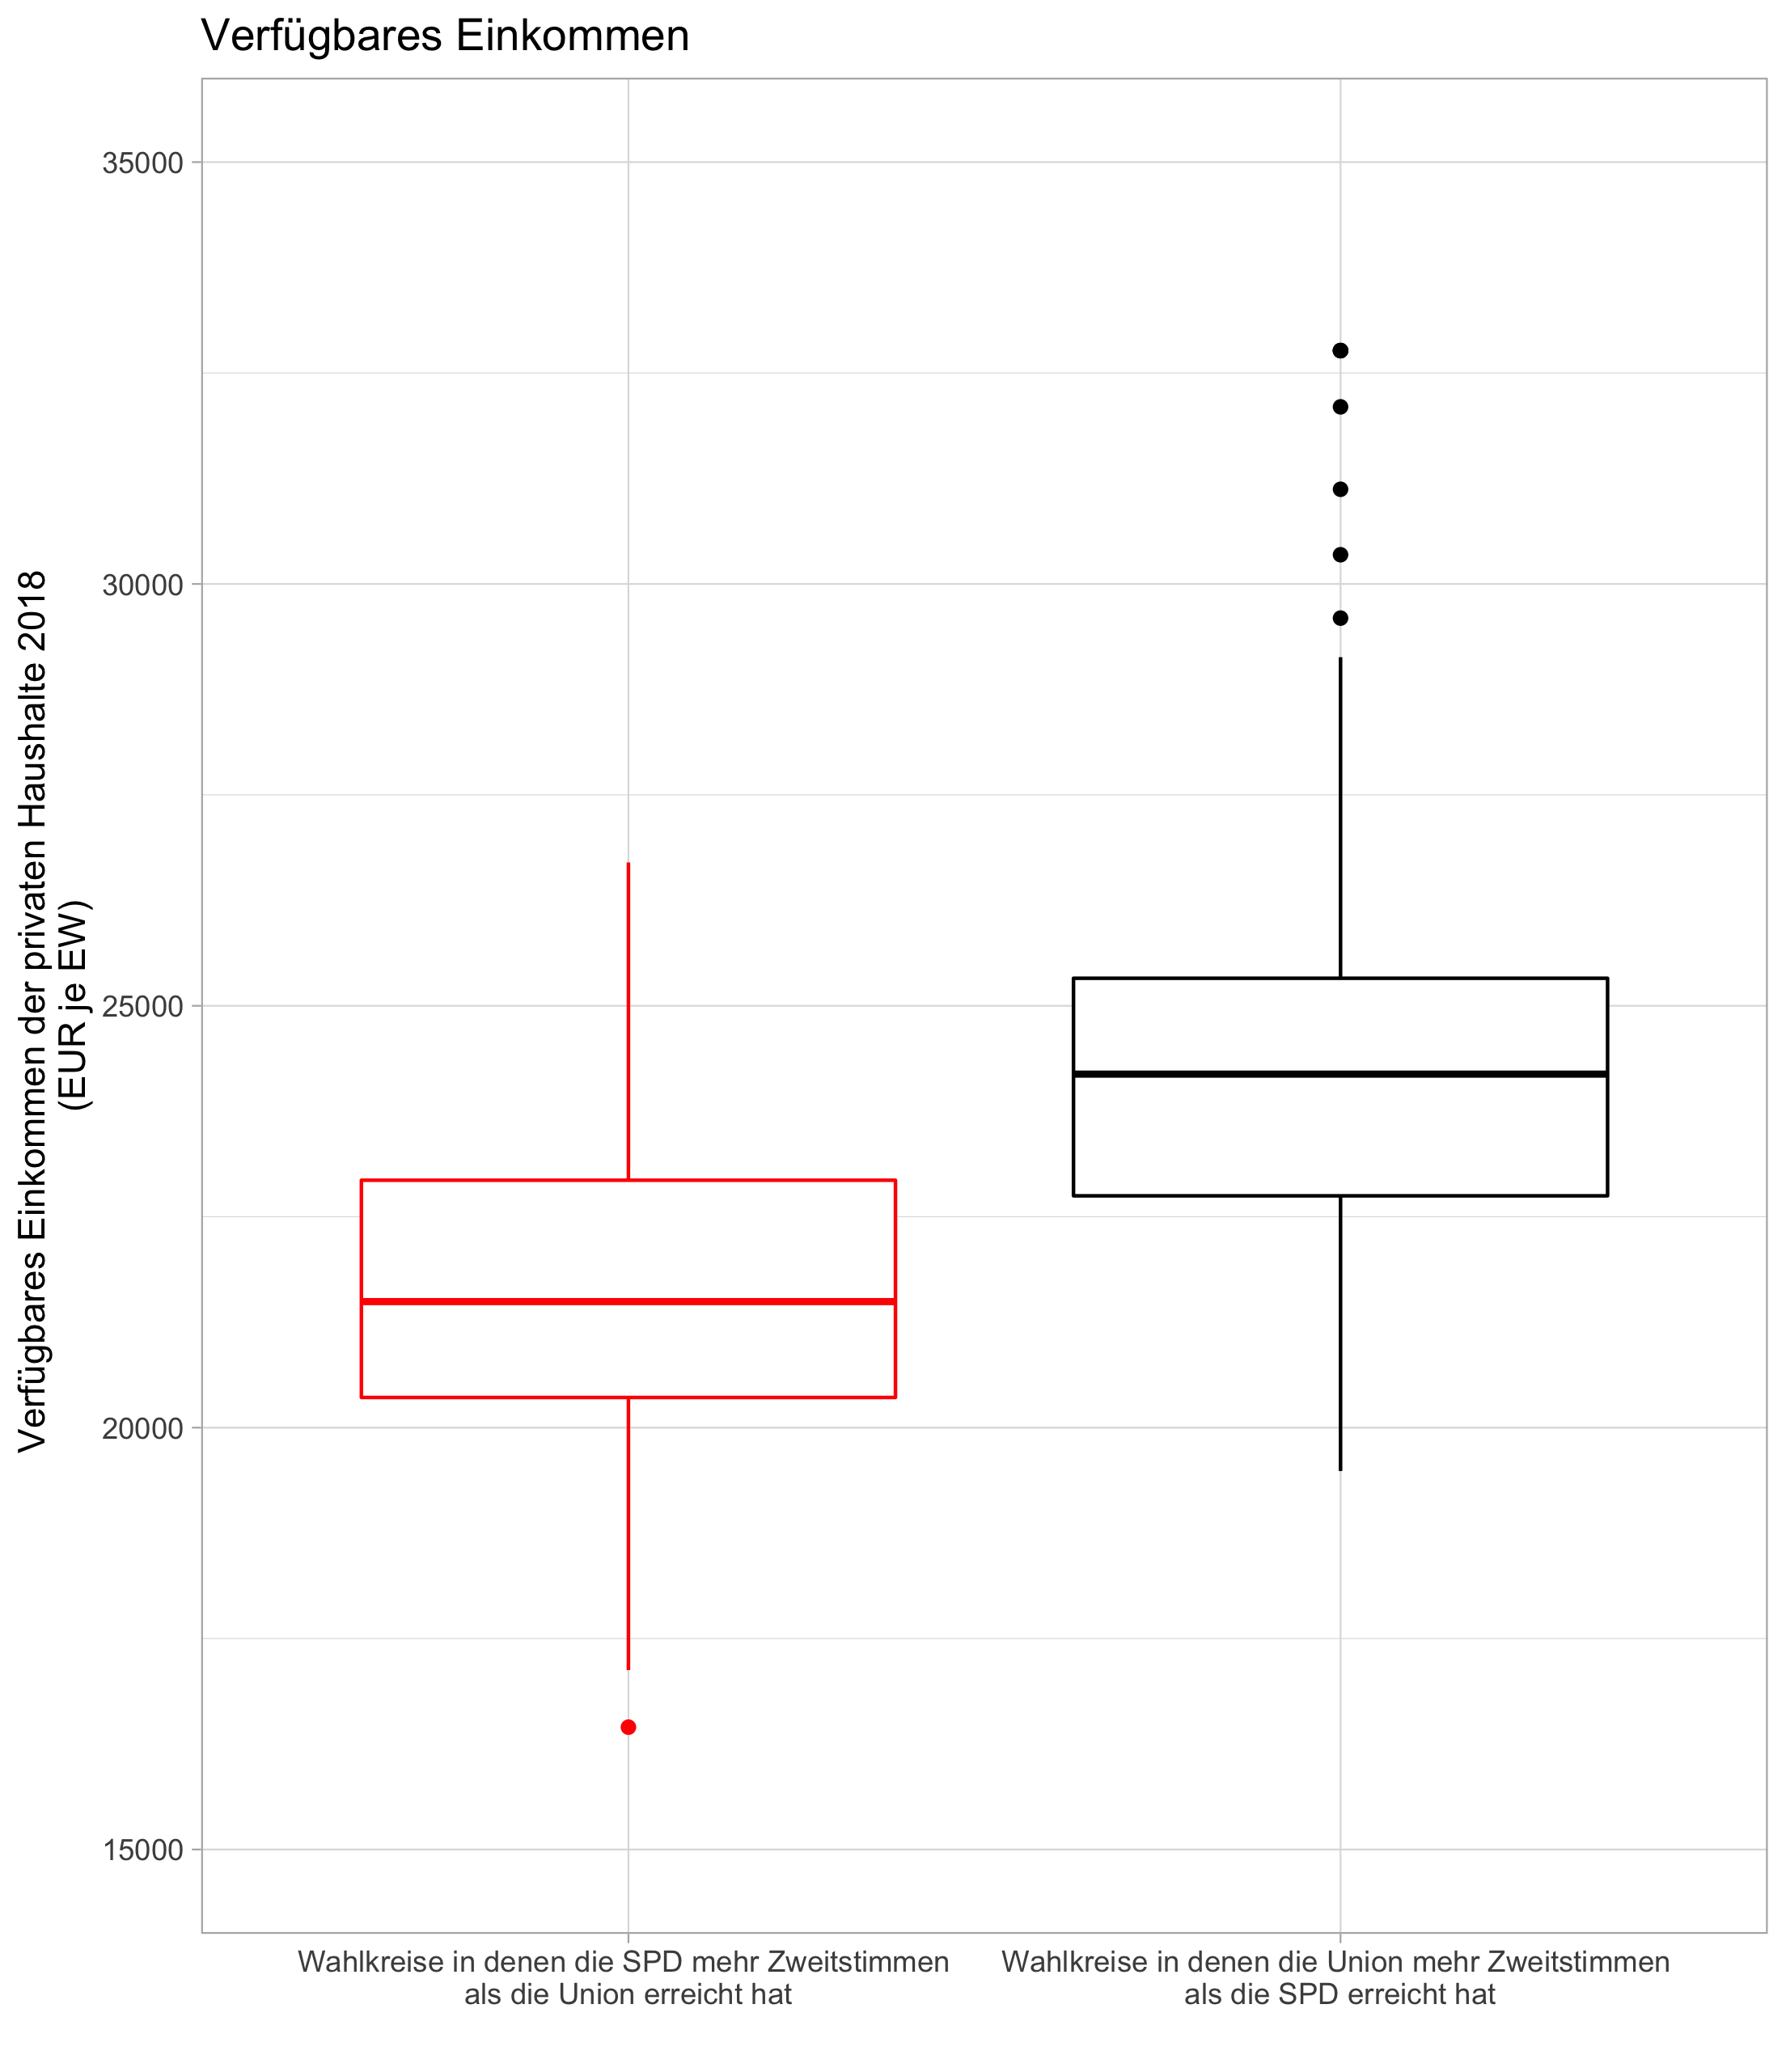 Verfügbares Einkommen
Verfügbares Einkommen der privaten Haushalte 2018
(EUR je EW)
35000
30000
25000
20000
15000
Wahlkreise in denen die SPD mehr Zweitstimmen
als die Union erreicht hat
Wahlkreise in denen die Union mehr Zweitstimmen
als die SPD erreicht hat